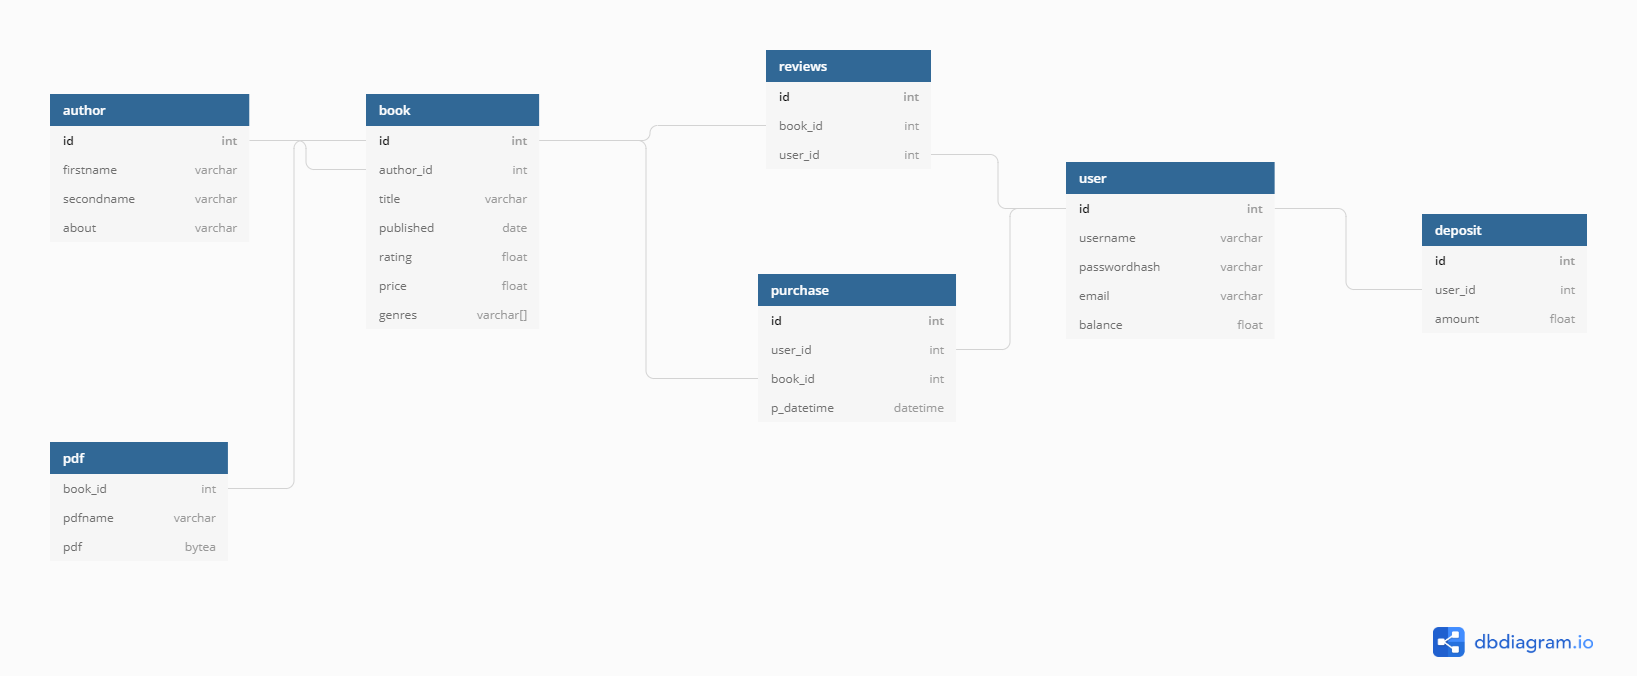 author
id int
firstname varchar
secondname varchar
about varchar
book
id int
author_id int
title varchar
published date
rating float
price float
genres varchar[]
reviews
id int
book_id int
user_id int
purchase
id int
user_id int
book_id int
p_datetime datetime
user
id int
username varchar
passwordhash varchar
email varchar
balance float
deposit
id int
user_id int
amount float
pdf
book_id int
pdfname varchar
pdf bytea
dbdiagram.io